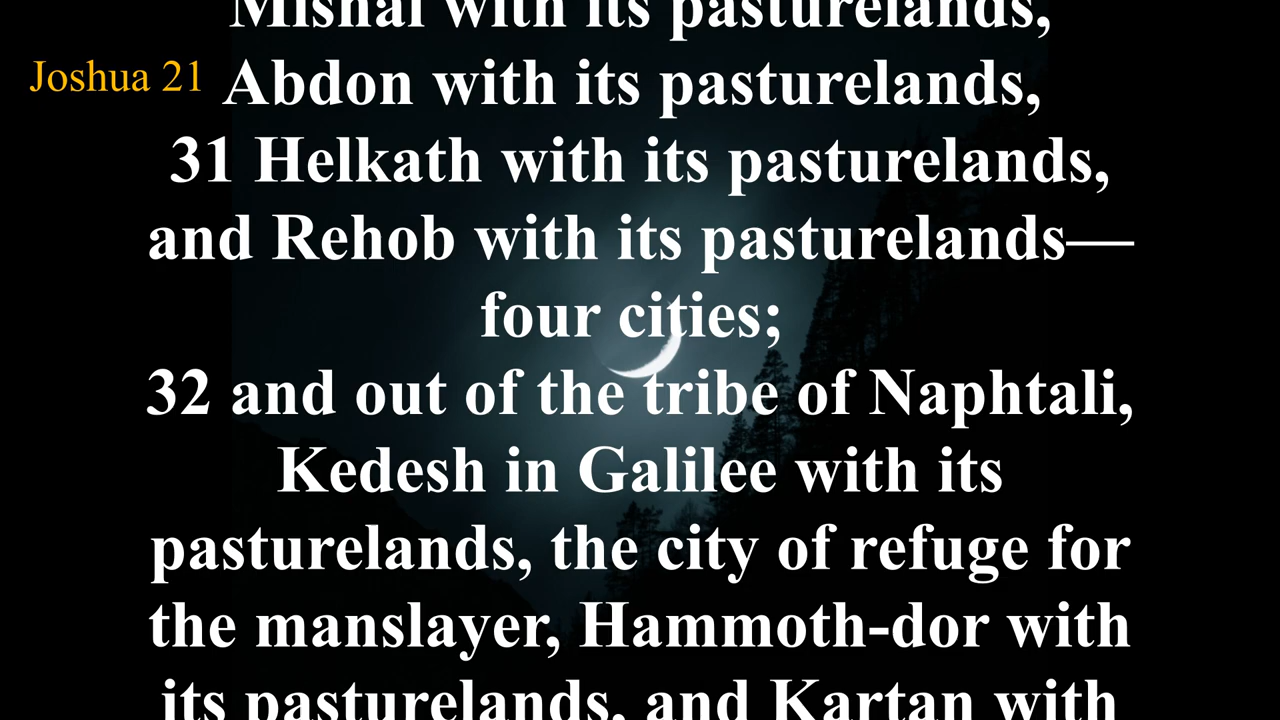 Mishal with its pasturelands,
Joshua 21
Abdon with its pasturelands,
31 Helkath with its pasturelands,
and Rehob with its pasturelands—
four cities;
32 and out of the tribe of Naphtali,
Kedesh in Galilee with its
pasturelands, the city of refuge for
the manslayer, Hammoth-dor with
its pasturelands, and Kartan with